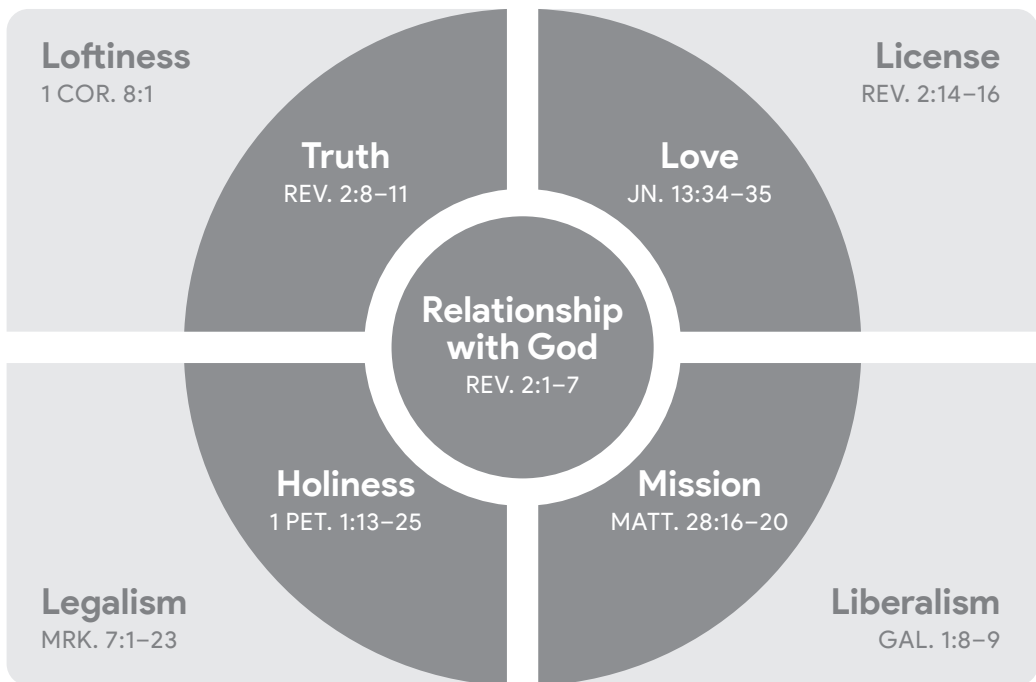 Loftiness
1 COR. 8:1
License
REV. 2:14–16
Truth
REV. 2:8–11
Love
JN. 13:34–35
Relationship
with God
REV. 2:1–7
Holiness
1 PET. 1:13–25
Mission
MATT. 28:16–20
Legalism
MRK. 7:1–23
Liberalism
GAL. 1:8–9